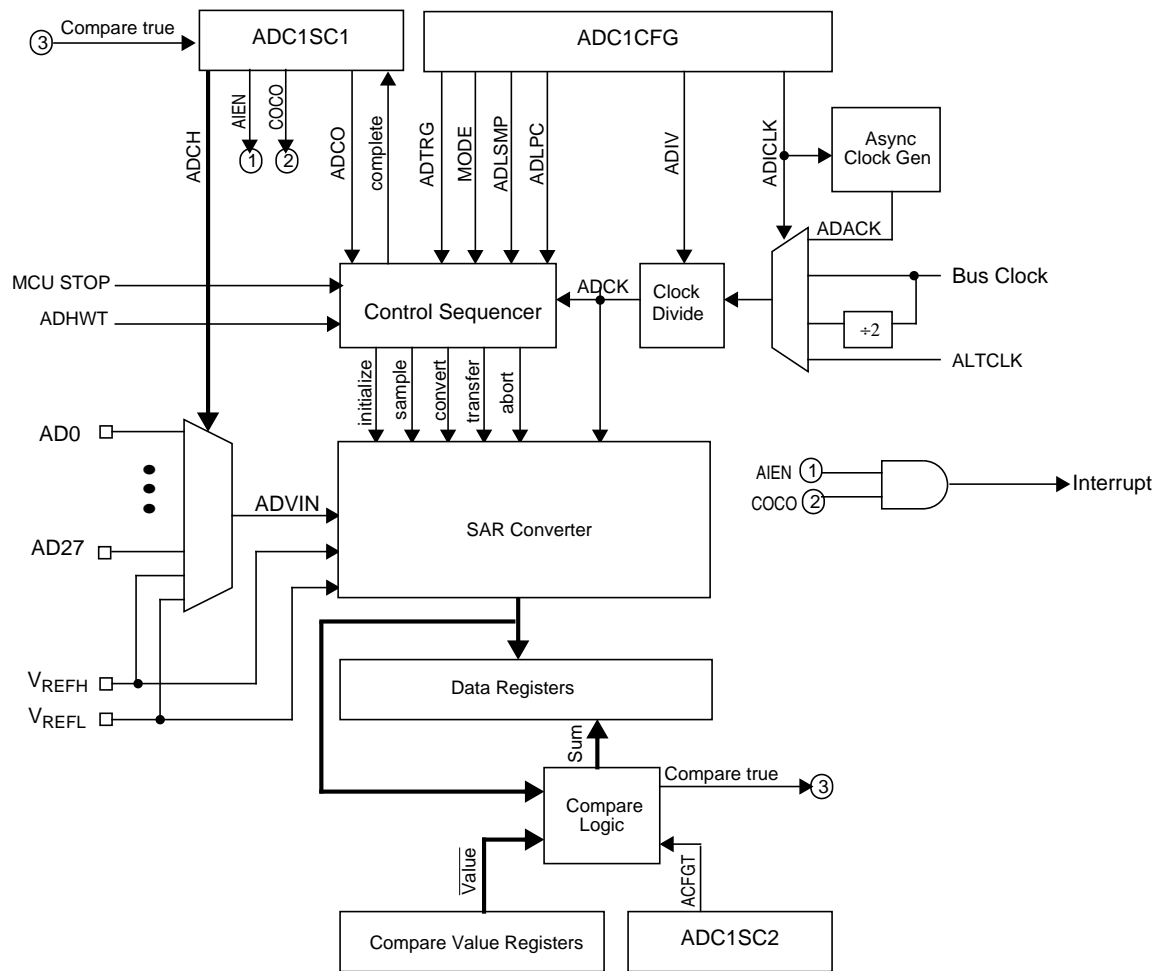 3
Compare true
ADC1SC1
ADC1CFG
ADCH
AIEN
1
COCO
2
ADCO
complete
ADTRG
MODE
ADLSMP
ADLPC
ADIV
ADICLK
Async
Clock Gen
ADACK
MCU STOP
ADHWT
Control Sequencer
ADCK
Clock
Divide
Bus Clock
÷2
ALTCLK
initialize
sample
convert
transfer
abort
AD0
AD27
ADVIN
SAR Converter
AIEN 1
COCO 2
Interrupt
VREFH
VREFL
Data Registers
Sum
Compare true
3
Compare
Logic
Value
ACFGT
Compare Value Registers
ADC1SC2